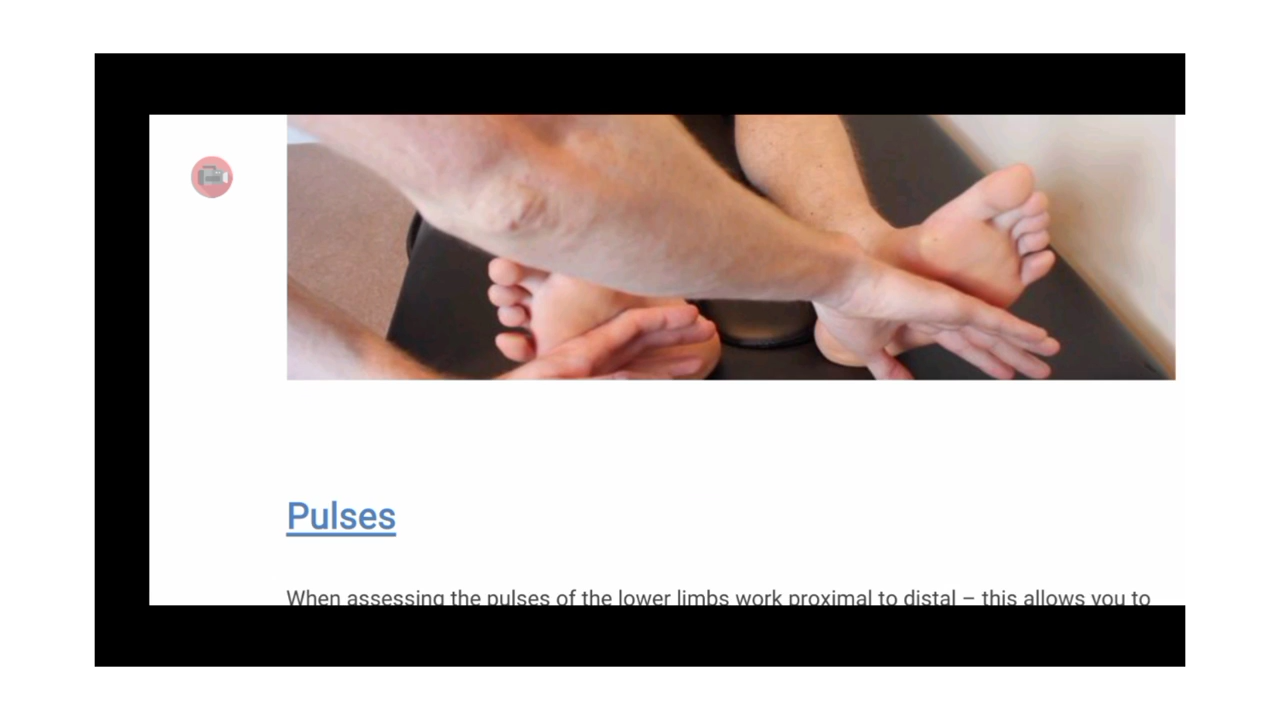 Pulses
When assessing the pulses of the lower limbs work proximal to distal – this allows you to